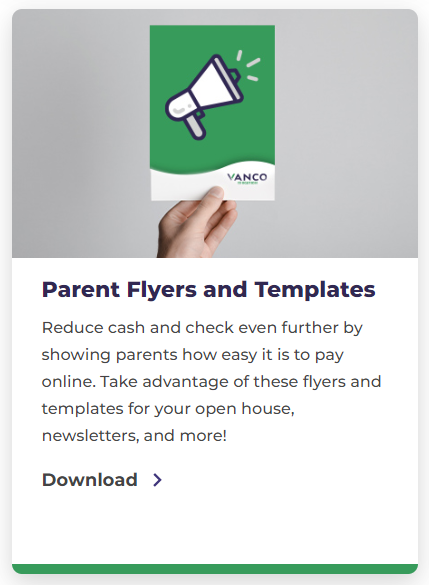 VANCO
Parent Flyers and Templates
Reduce cash and check even further by
showing parents how easy it is to pay
online. Take advantage of these flyers and
templates for your open house,
newsletters, and more!
Download